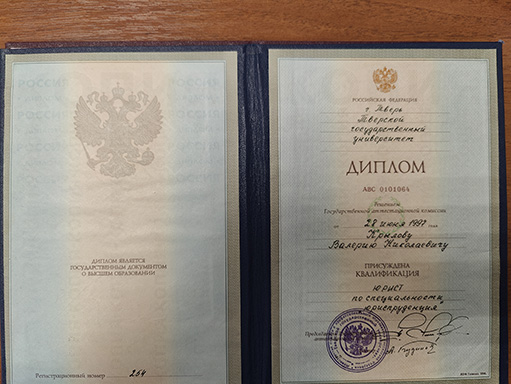 ДИПЛОМ ЯВЛЯЕТСЯ
ГОСУДАРСТВЕННЫМ ДОКУМЕНТОМ
О ВЫСШЕМ ОБРАЗОВАНИИ
Регистрационный номер 254
РОССИЙСКАЯ ФЕДЕРАЦИЯ
г. Тверь
Тверской
государственный
университет
ДИПЛОМ
АВС 0101064
Решением
Государственной аттестационной комиссии
от 28 июня 1997 года
Крылову
Валерию Николаевичу
ПРИСУЖДЕНА
КВАЛИФИКАЦИЯ
юрист
по специальности
юриспруденция